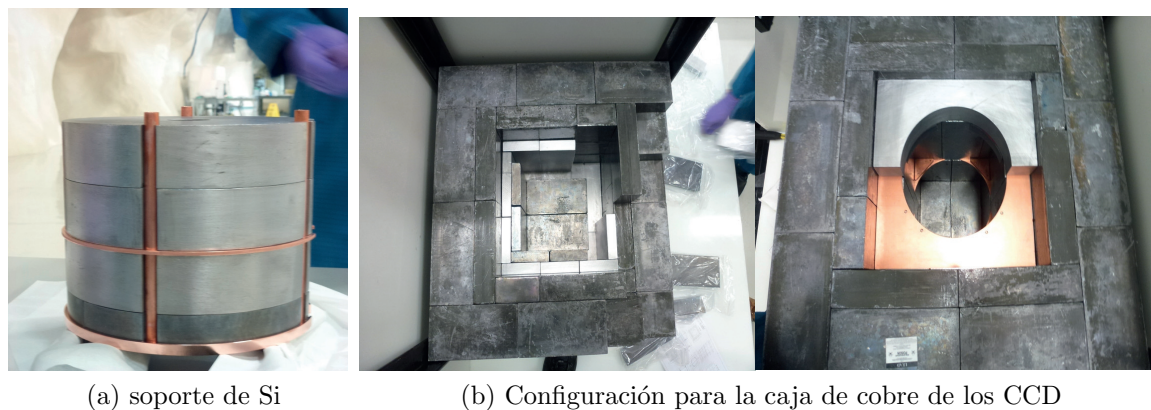 (a) soporte de Si
(b) Configuración para la caja de cobre de los CCD